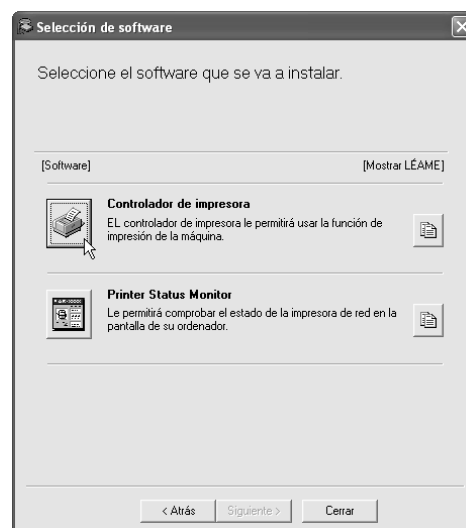 Selección de software
Seleccione el software que se va a instalar.
[Software] [Mostrar LÉAME]
Controlador de impresora
EL controlador de impresora le permitirá usar la función de
impresión de la máquina.
Printer Status Monitor
Le permitirá comprobar el estado de la impresora de red en la
pantalla de su ordenador.
< Atrás Siguiente > Cerrar